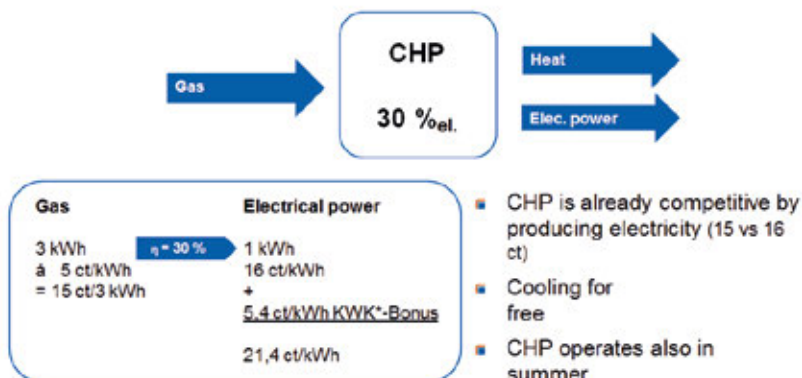 CHP
30 %el.
Gas
Heat
Elec. power
Gas
3 kWh
à 5 ct/kWh
= 15 ct/3 kWh
η = 30 %
Electrical power
1 kWh
16 ct/kWh
+
5,4 ct/kWh KWK*-Bonus
21,4 ct/kWh
CHP is already competitive by
producing electricity (15 vs 16
ct)
Cooling for
free
CHP operates also in
summer